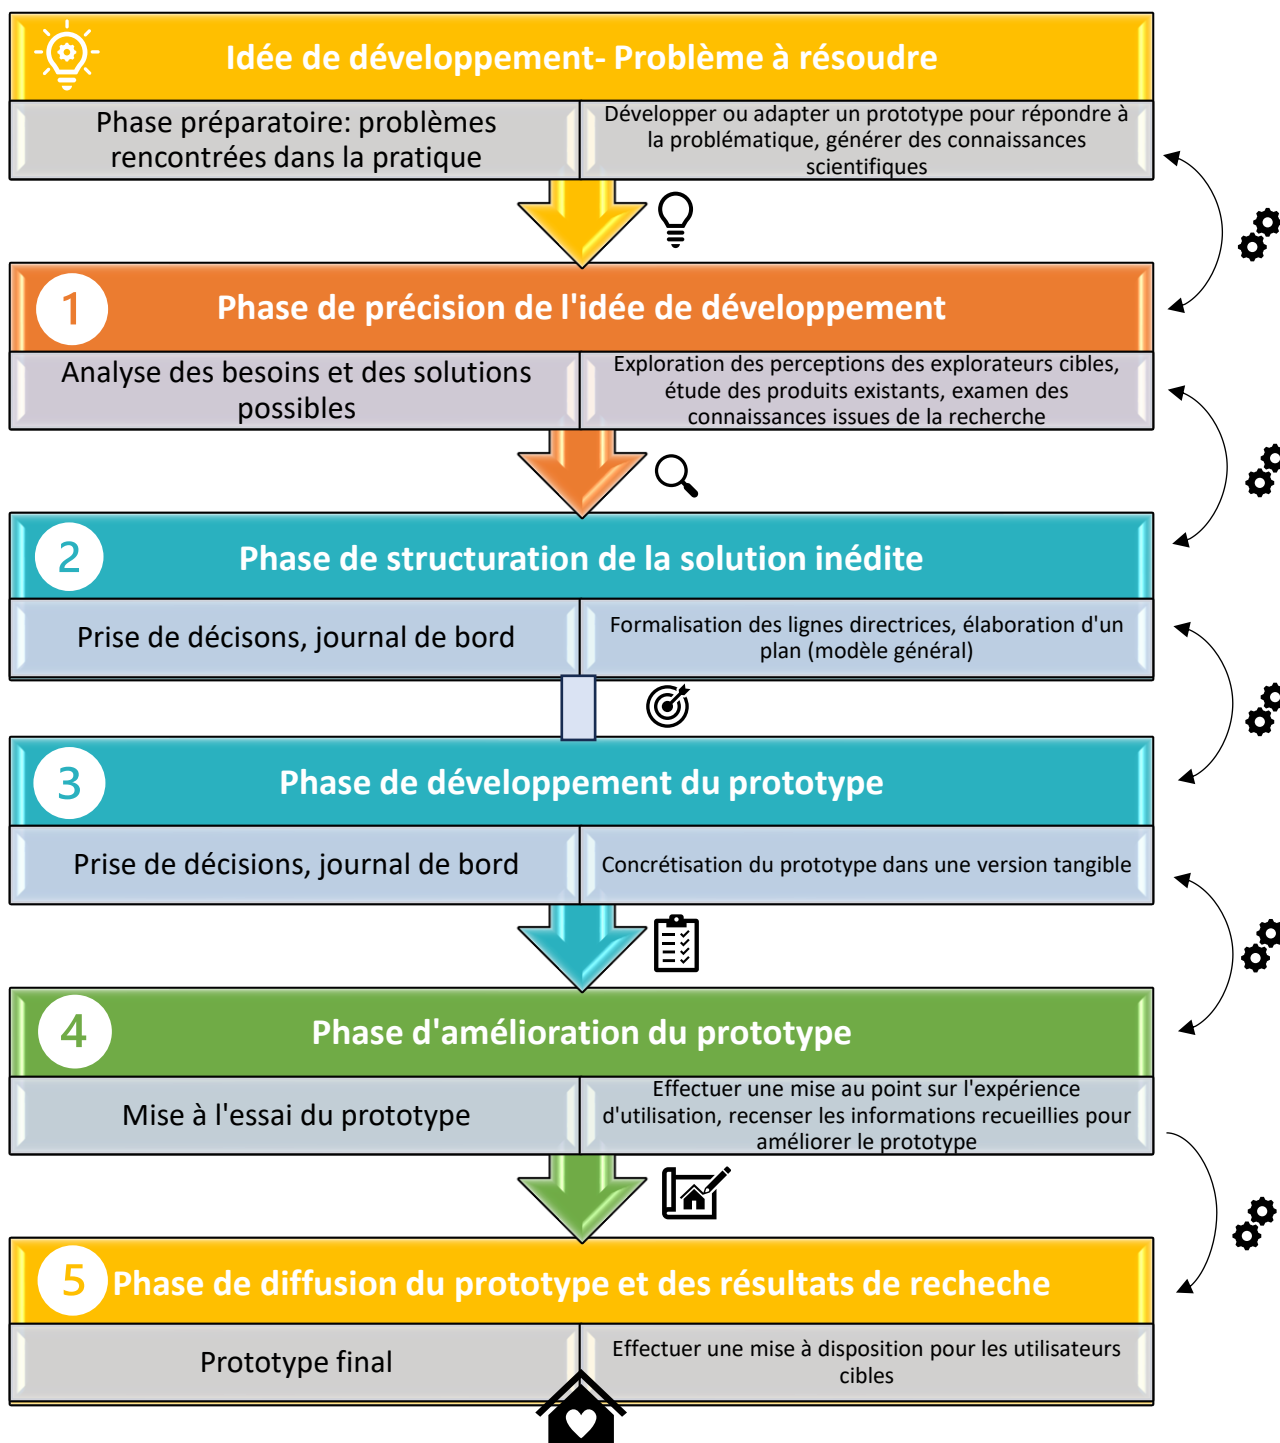 Idée de développement- Problème à résoudre
Phase préparatoire: problèmes
rencontrées dans la pratique
Développer ou adapter un prototype pour répondre à
la problématique, générer des connaissances
scientifiques
1
Phase de précision de l'idée de développement
Analyse des besoins et des solutions
possibles
Exploration des perceptions des explorateurs cibles,
étude des produits existants, examen des
connaissances issues de la recherche
2
Phase de structuration de la solution inédite
Prise de décisons, journal de bord
Formalisation des lignes directrices, élaboration d'un
plan (modèle général)
3
Phase de développement du prototype
Prise de décisions, journal de bord
Concrétisation du prototype dans une version tangible
4
Phase d'amélioration du prototype
Mise à l'essai du prototype
Effectuer une mise au point sur l'expérience
d'utilisation, recenser les informations recueillies pour
améliorer le prototype
5
Phase de diffusion du prototype et des résultats de recheche
Prototype final
Effectuer une mise à disposition pour les utilisateurs
cibles